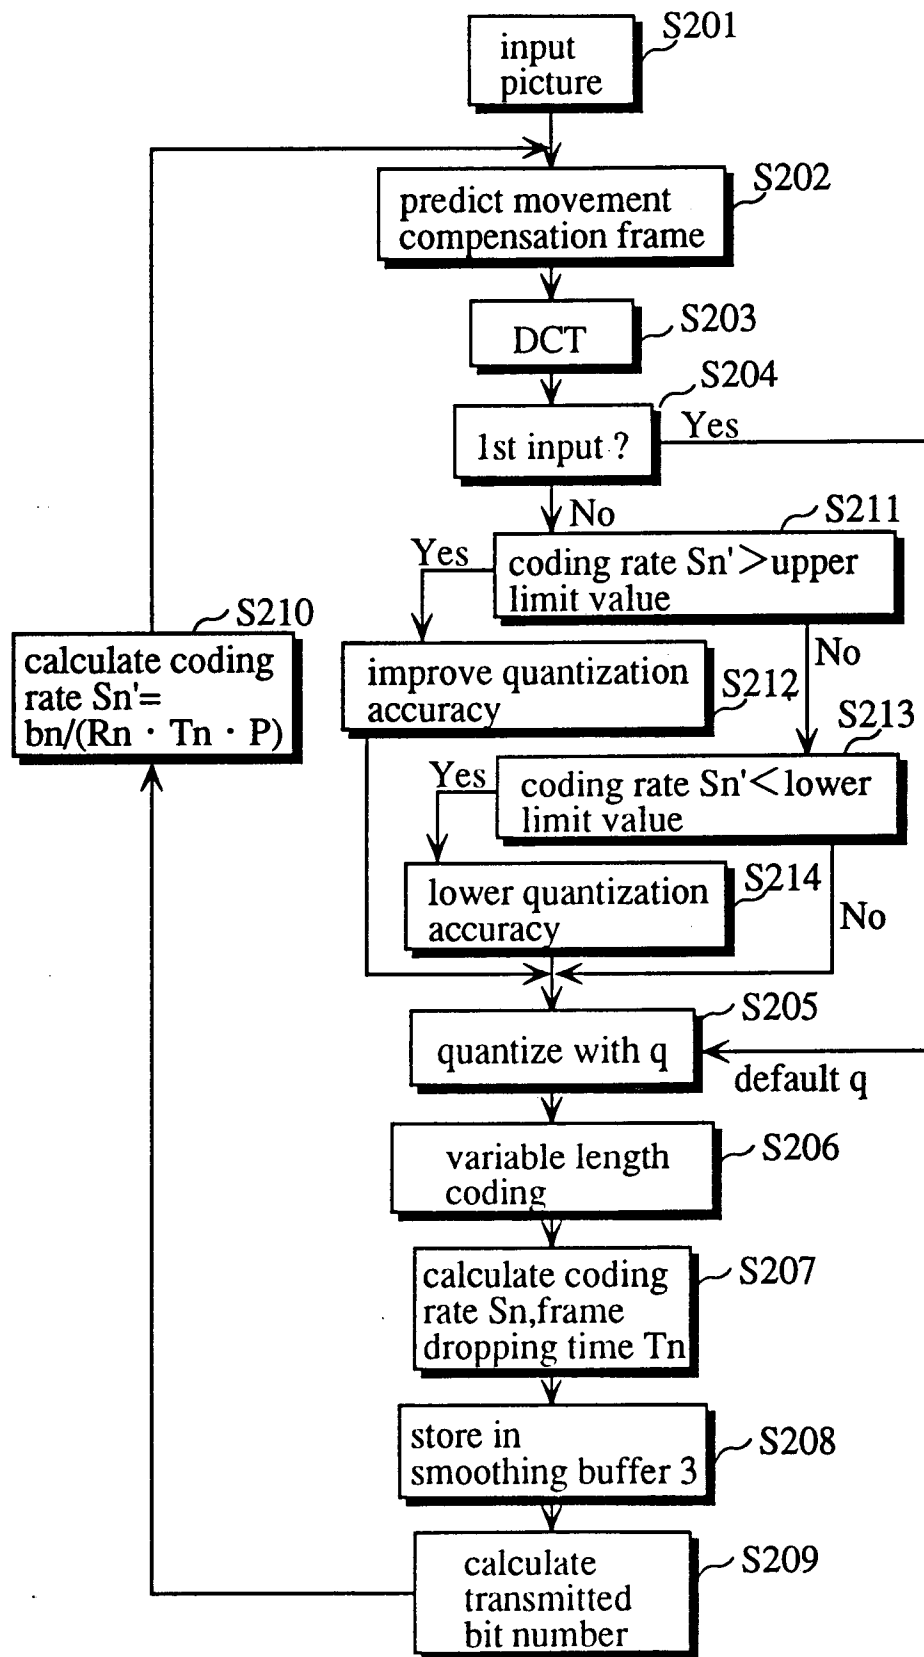 S201
input
picture
S202
predict movement
compensation frame
S203
DCT
S204
1st input ?
Yes
No
S211
Yes
coding rate Sn'>upper
limit value
S210
calculate coding
rate Sn'=
bn/(Rn · Tn · P)
No
improve quantization
accuracy
S212
S213
Yes
coding rate Sn'<lower
limit value
S214
lower quantization
accuracy
No
S205
quantize with q
default q
S206
variable length
coding
S207
calculate coding
rate Sn,frame
dropping time Tn
S208
store in
smoothing buffer 3
S209
calculate
transmitted
bit number